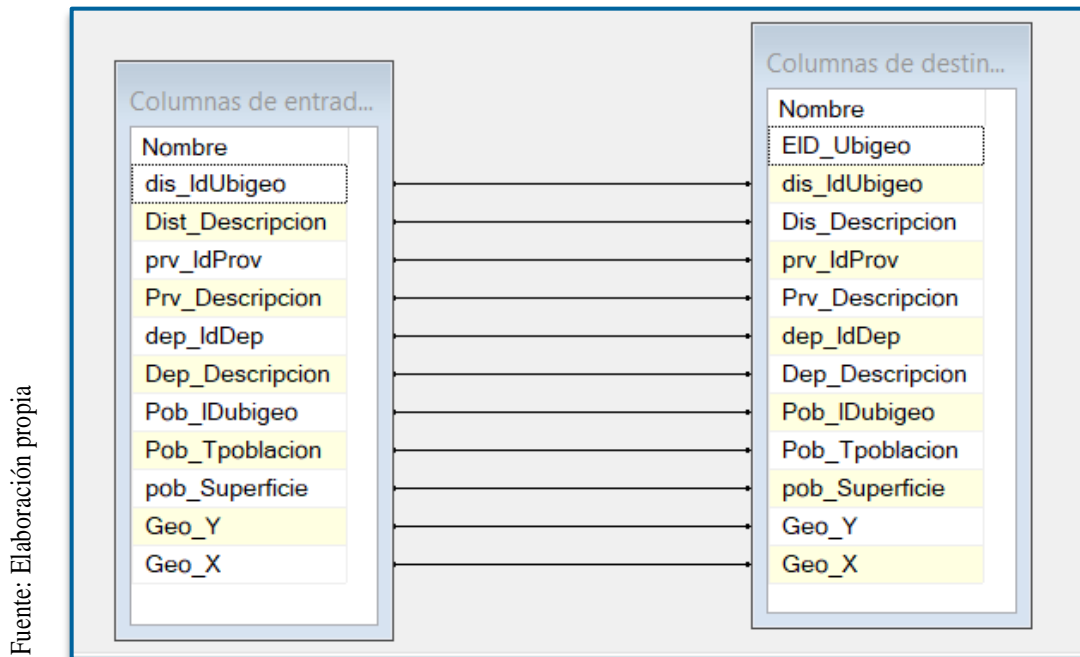 Columnas de entrad...
Nombre
dis_IdUbigeo
Dist_Descripcion
prv_IdProv
Prv_Descripcion
dep_IdDep
Dep_Descripcion
Pob_IDubigeo
Pob_Tpoblacion
pob_Superficie
Geo_Y
Geo_X
Columnas de destin...
Nombre
EID_Ubigeo
dis_IdUbigeo
Dis_Descripcion
prv_IdProv
Prv_Descripcion
dep_IdDep
Dep_Descripcion
Pob_IDubigeo
Pob_Tpoblacion
pob_Superficie
Geo_Y
Geo_X
Fuente: Elaboración propia